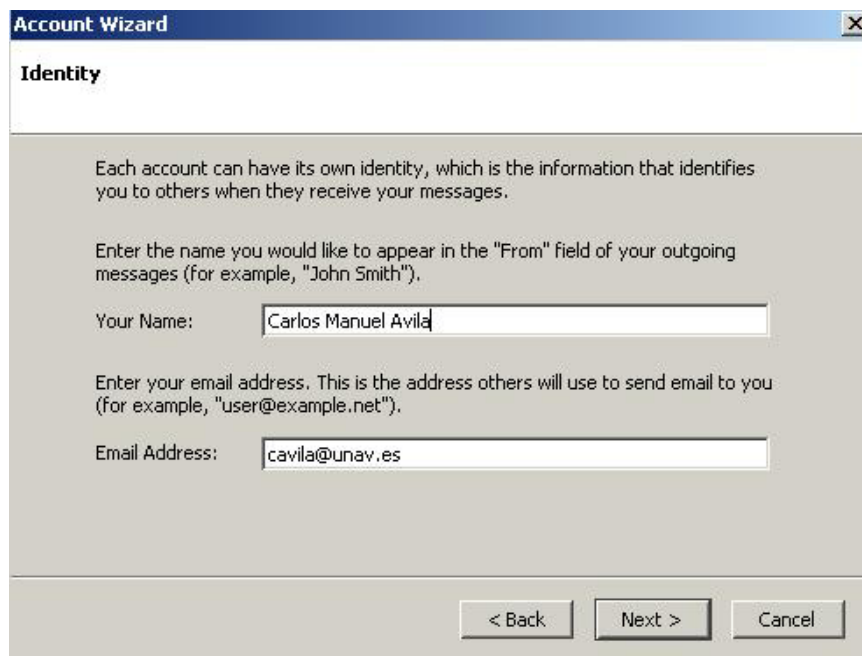 Account Wizard
Identity
Each account can have its own identity, which is the information that identifies
you to others when they receive your messages.
Enter the name you would like to appear in the "From" field of your outgoing
messages (for example, "John Smith").
Your Name: Carlos Manuel Avila
Enter your email address. This is the address others will use to send email to you
(for example, "user@example.net").
Email Address: cavila@unav.es
< Back Next > Cancel